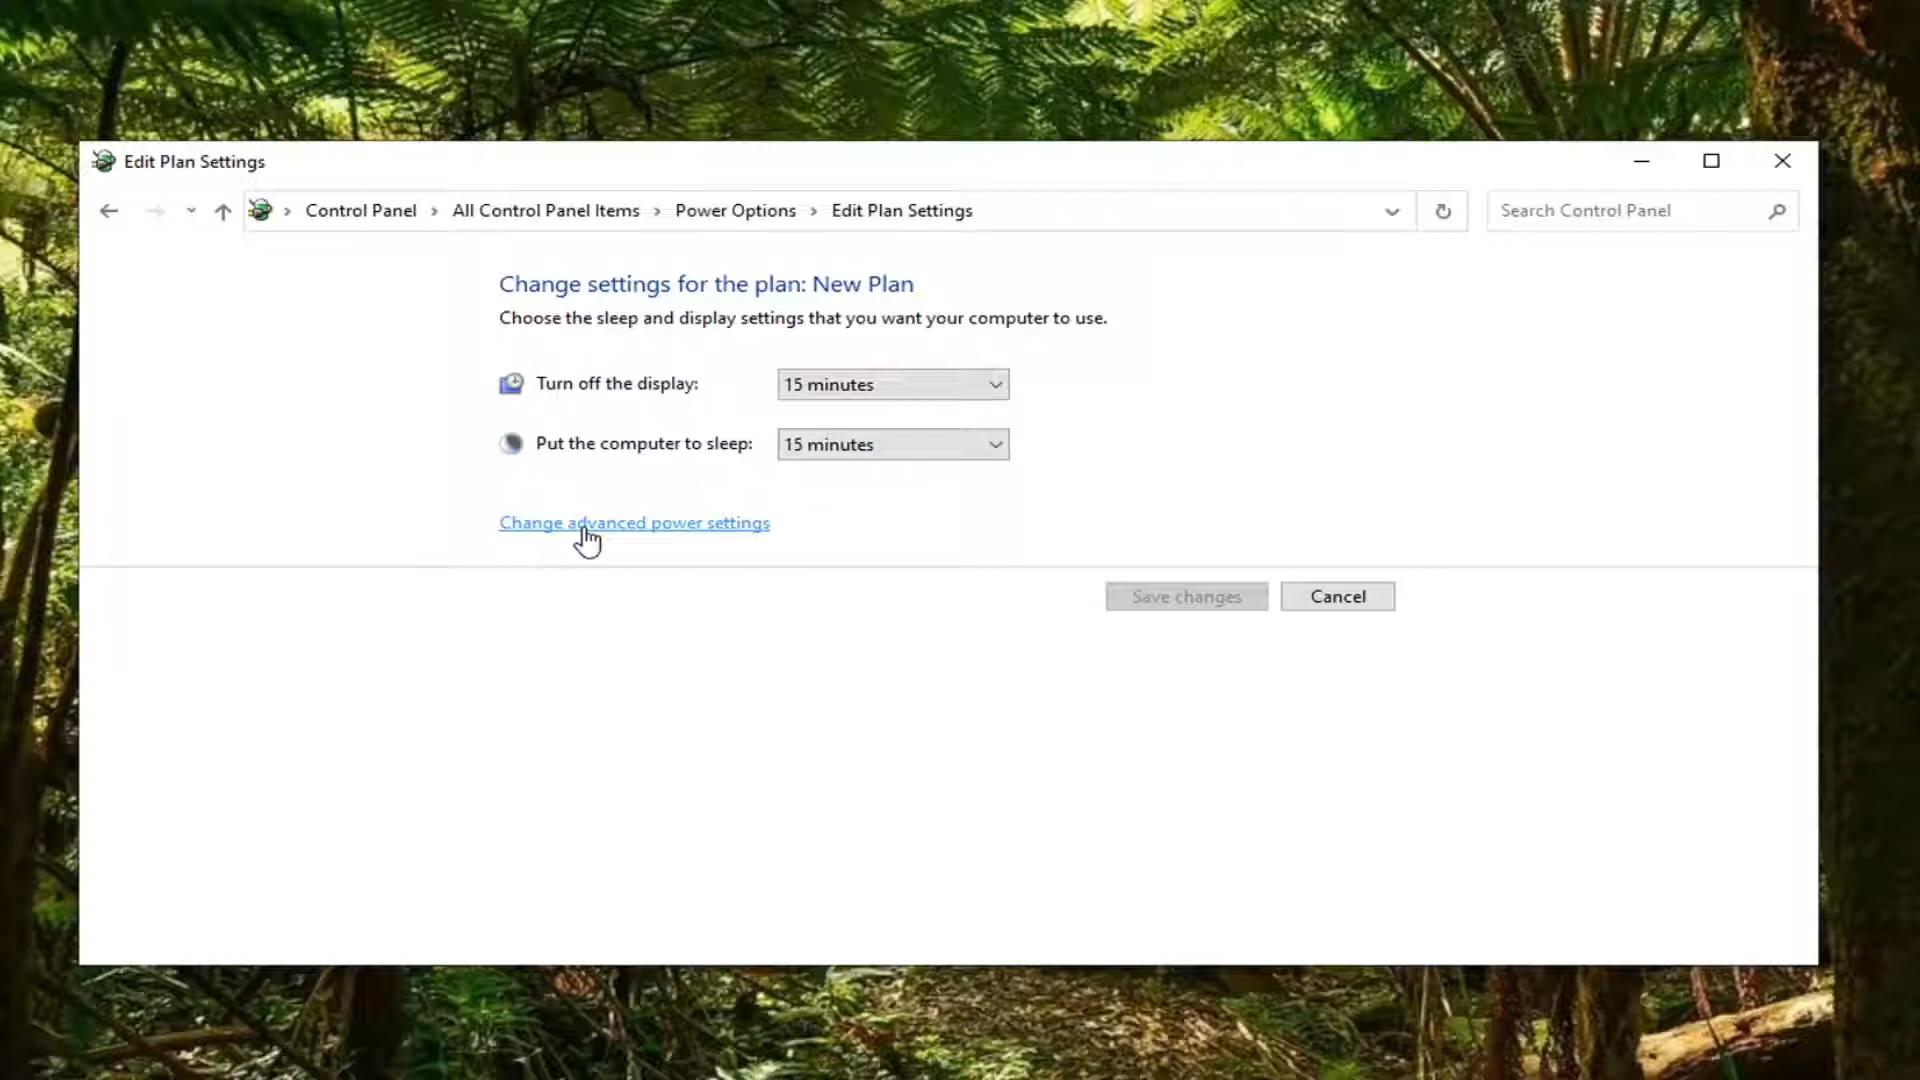 Edit Plan Settings
Control Panel > All Control Panel Items > Power Options > Edit Plan Settings
Search Control Panel
Change settings for the plan: New Plan
Choose the sleep and display settings that you want your computer to use.
Turn off the display: 15 minutes
Put the computer to sleep: 15 minutes
Change advanced power settings
Save changes Cancel